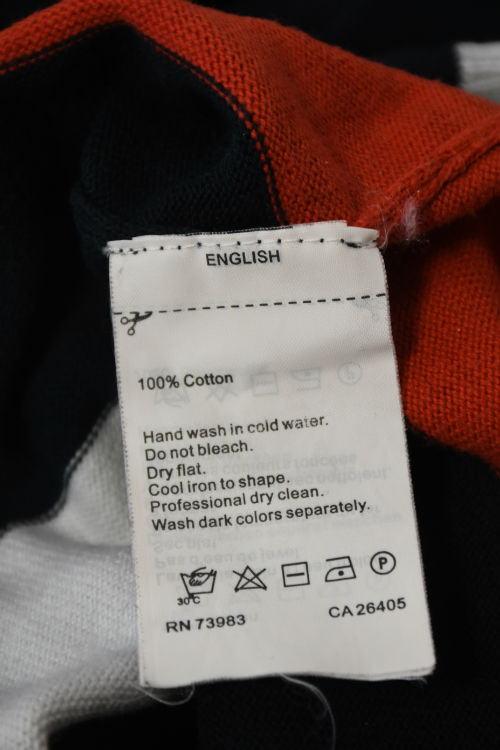 ENGLISH
100% Cotton
Hand wash in cold water.
Do not bleach.
Dry flat.
Cool iron to shape.
Professional dry clean.
Wash dark colors separately.
30°C
P
RN 73983
CA 26405